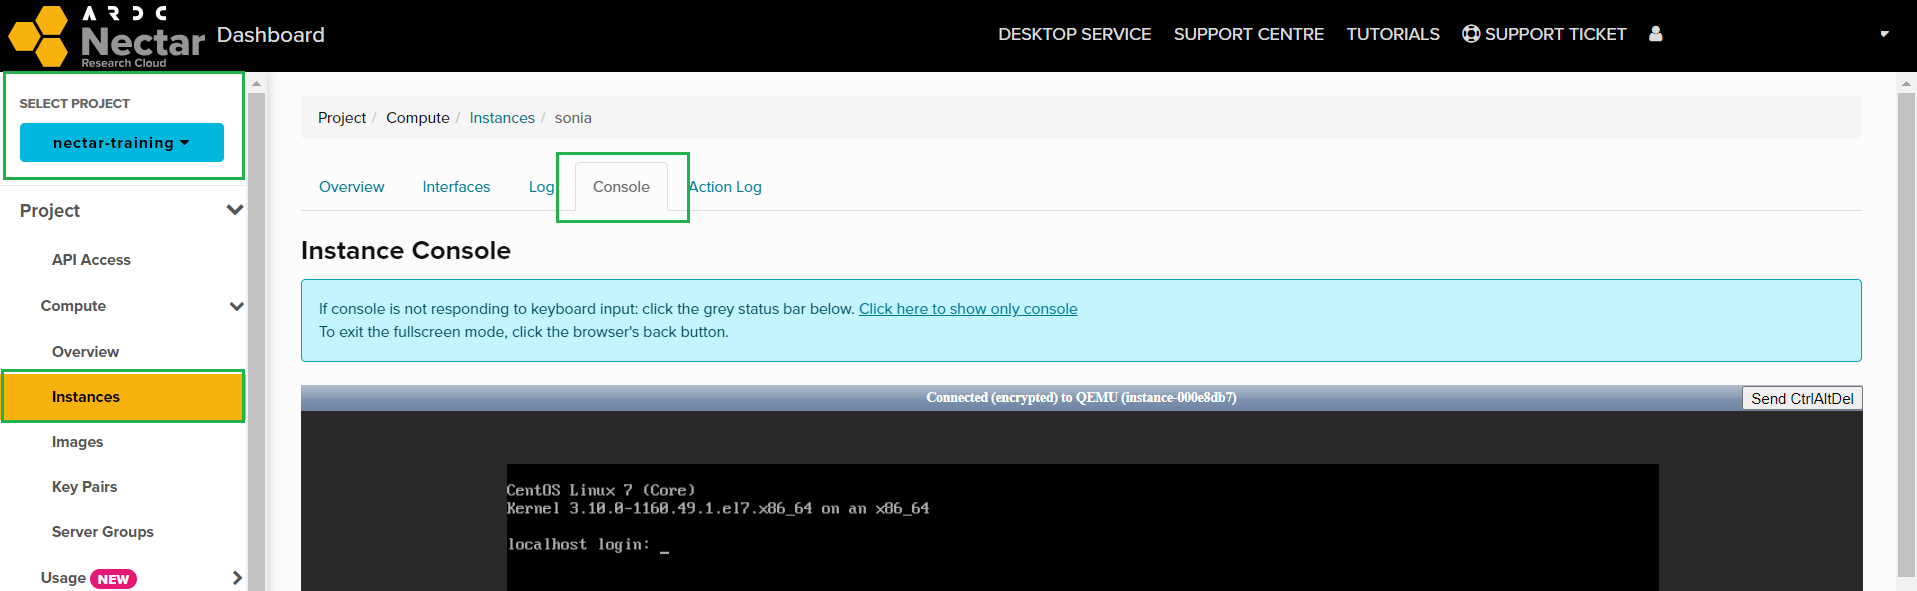 ARDC
Nectar
Research Cloud
Dashboard
DESKTOP SERVICE SUPPORT CENTRE TUTORIALS SUPPORT TICKET
SELECT PROJECT
nectar-training
Project
API Access
Compute
Overview
Instances
Images
Key Pairs
Server Groups
Usage NEW
Project / Compute / Instances / sonia
Overview Interfaces Log Console Action Log
Instance Console
If console is not responding to keyboard input: click the grey status bar below. Click here to show only console
To exit the fullscreen mode, click the browser's back button.
Connected (encrypted) to QEMU (instance-000e8db7)
Send CtrlAltDel
CentOS Linux 7 (Core)
Kernel 3.10.0-1160.49.1.el7.x86_64 on an x86_64
localhost login: _